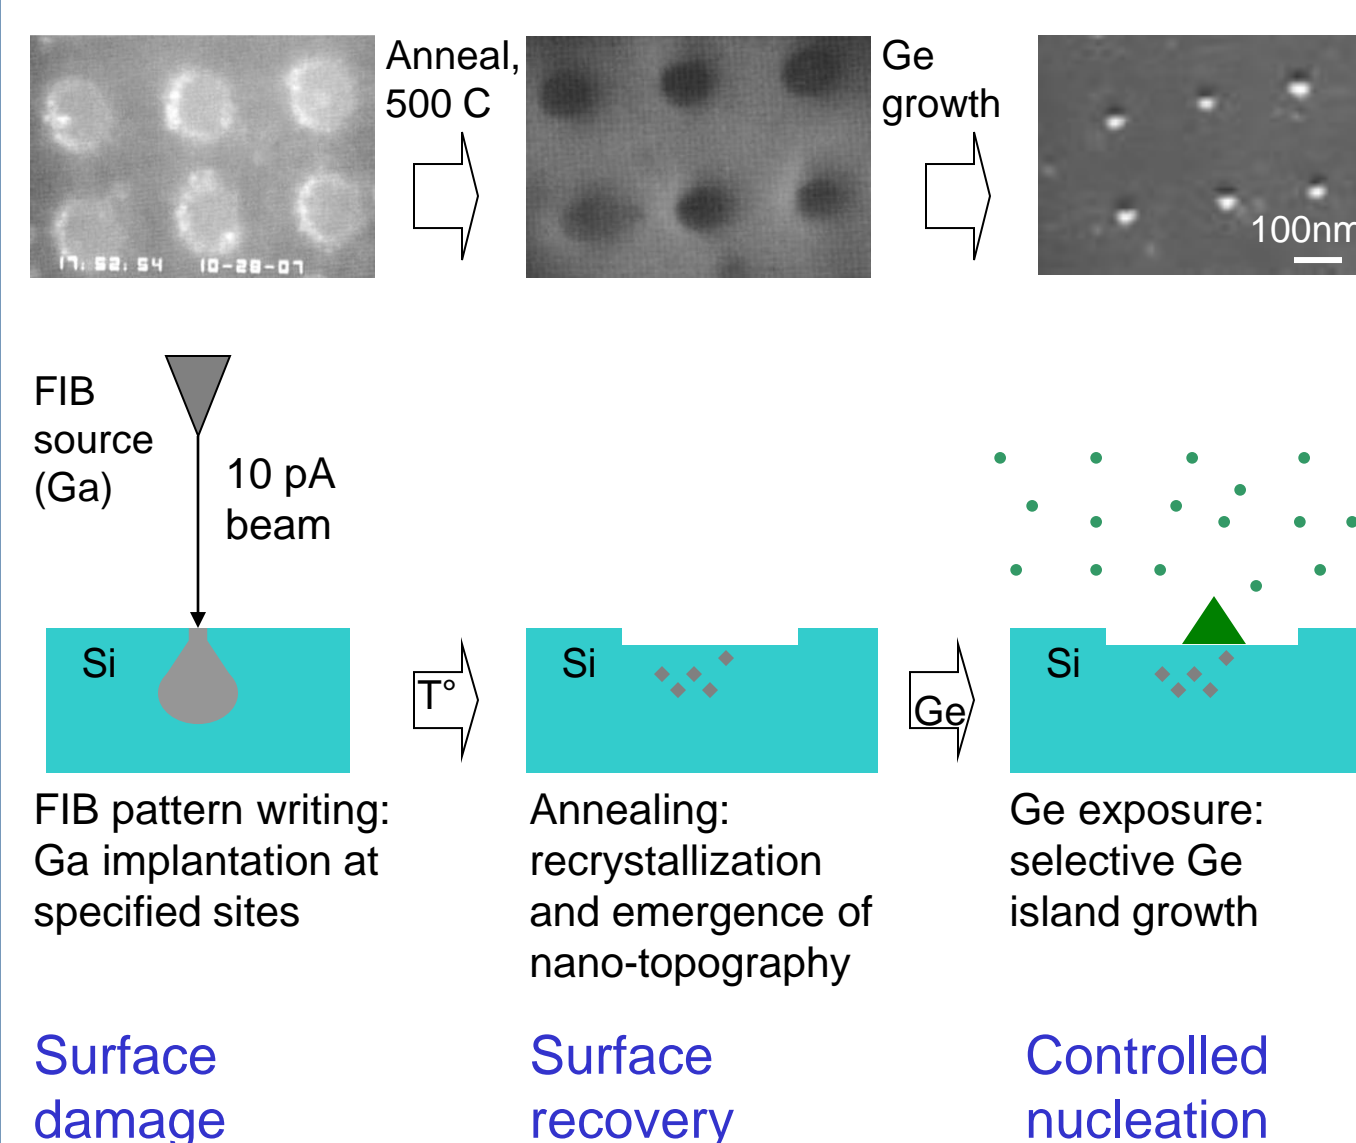 Anneal,
500 C
Ge
growth
17:52:54 10-28-07
100nm
FIB
source
(Ga)
10 pA
beam
Si
T°
Si
Ge
Si
FIB pattern writing:
Ga implantation at
specified sites
Annealing:
recrystallization
and emergence of
nano-topography
Ge exposure:
selective Ge
island growth
Surface
damage
Surface
recovery
Controlled
nucleation